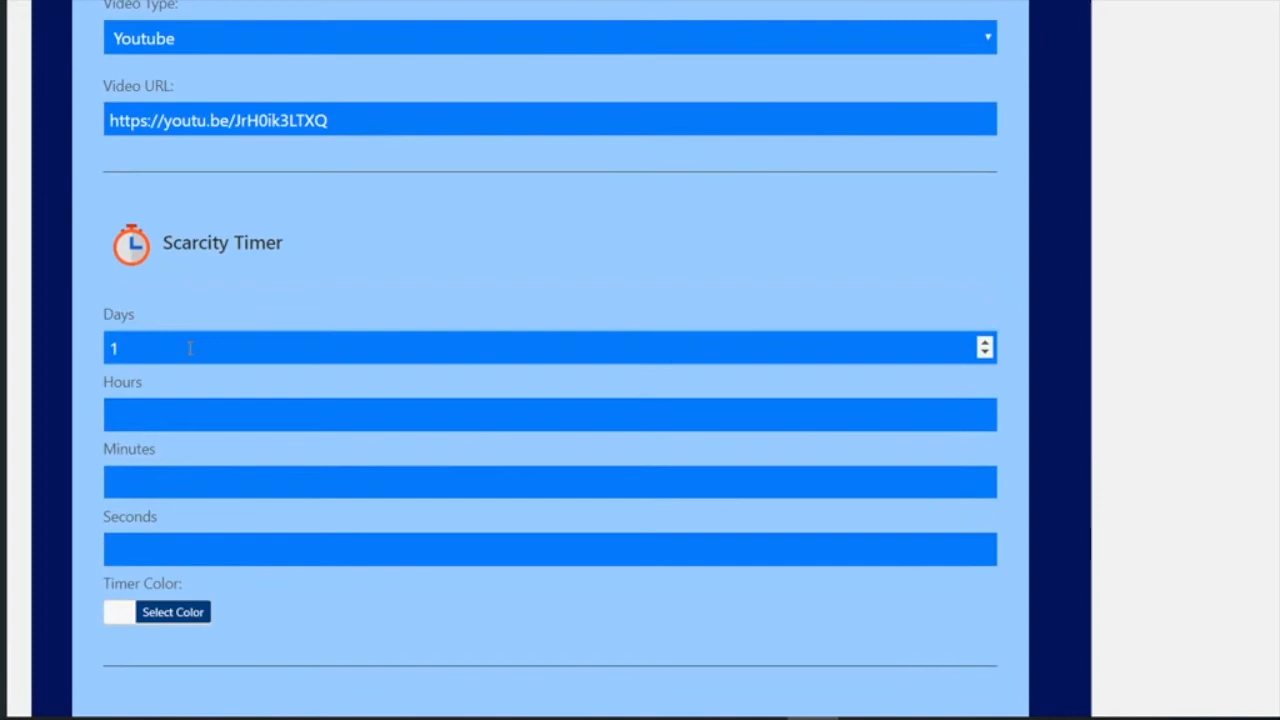 Video Type:
Youtube
Video URL:
https://youtu.be/JrH0ik3LTXQ
Scarcity Timer
Days
1
Hours
Minutes
Seconds
Timer Color:
Select Color